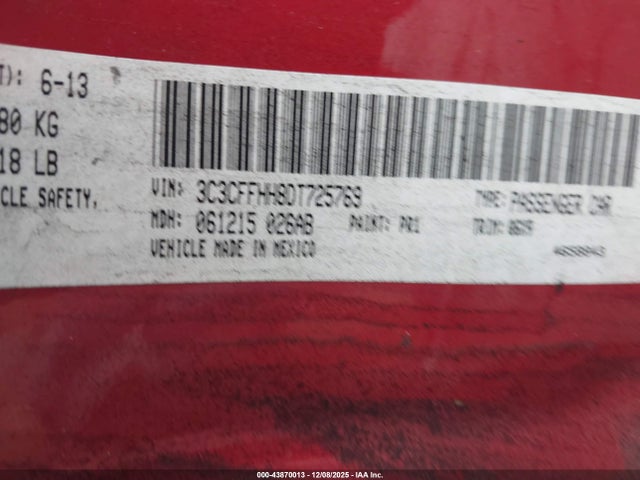 T): 6-13
80 KG
18 LB
CLE SAFETY,
VIN: 3C3CFFHH8DT725769 TYPE: PASSENGER CAR
MDH: 061215 026AB PAINT: PR1 TRIM:
VEHICLE MADE IN MEXICO
000-43870013 - 12/08/2025 - IAA Inc.